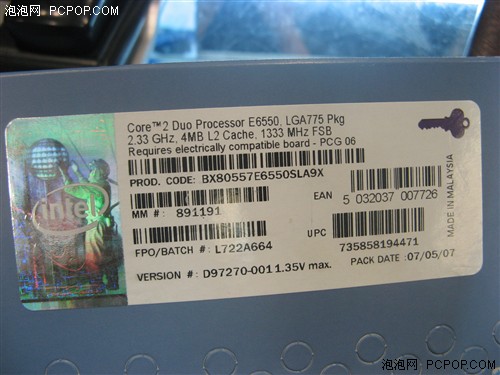 泡泡网 PCPOP.COM
Core™2 Duo Processor E6550, LGA775 Pkg
2.33 GHz, 4MB L2 Cache, 1333 MHz FSB
Requires electrically compatible board - PCG 06
PROD. CODE: BX80557E6550SLA9X
EAN 5 032037 007726
MM #: 891191
UPC 735858194471
FPO/BATCH #: L722A664
PACK DATE :07/05/07
VERSION #: D97270-001 1.35V max.
MADE IN MALAYSIA
intel
泡泡网 PCPOP.COM